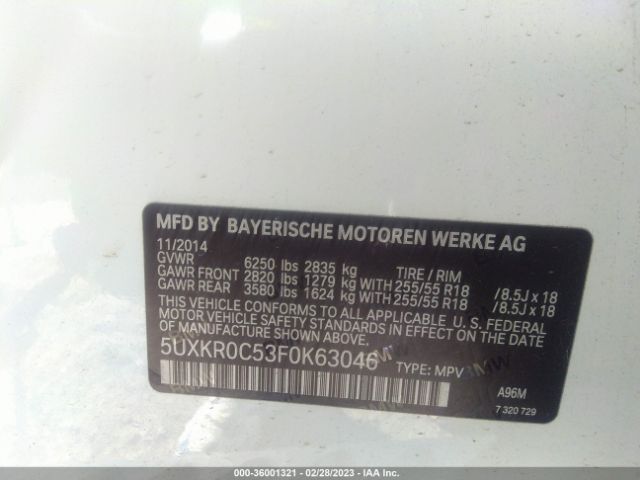 MFD BY BAYERISCHE MOTOREN WERKE AG
11/2014
GVWR 6250 lbs 2835 kg TIRE / RIM
GAWR FRONT 2820 lbs 1279 kg WITH 255/55 R18 /8.5J x 18
GAWR REAR 3580 lbs 1624 kg WITH 255/55 R18 /8.5J x 18
THIS VEHICLE CONFORMS TO ALL APPLICABLE U.S. FEDERAL
MOTOR VEHICLE SAFETY STANDARDS IN EFFECT ON THE DATE OF
MANUFACTURE SHOWN ABOVE.
5UXKR0C53F0K63046 TYPE: MPV
A96M
7 320 729
000-36001321 | 02/28/2023 | IAA Inc.